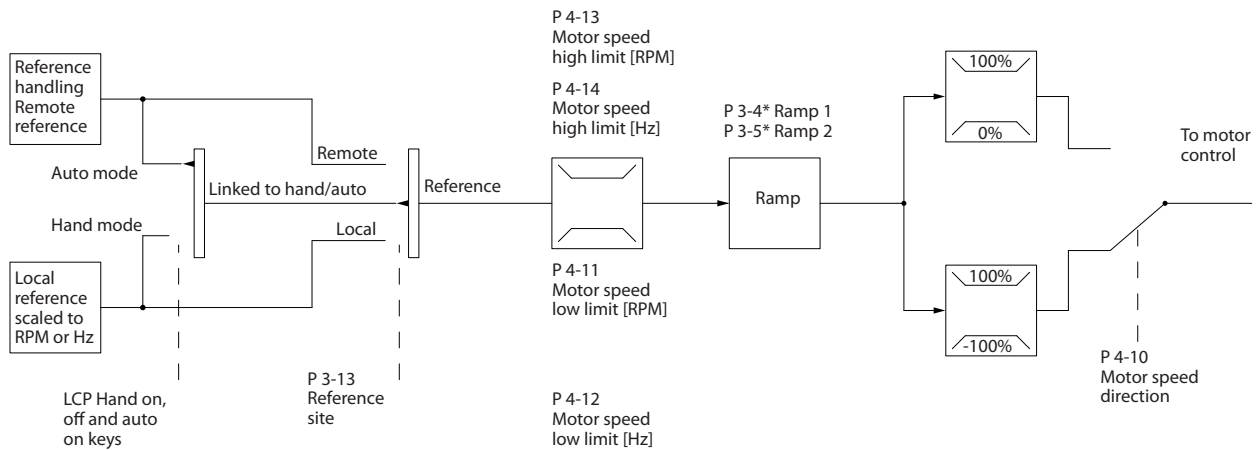 Reference
handling
Remote
reference
Auto mode
Hand mode
Local
reference
scaled to
RPM or Hz
LCP Hand on,
off and auto
on keys
Linked to hand/auto
Remote
Local
P 3-13
Reference
site
Reference
P 4-13
Motor speed
high limit [RPM]
P 4-14
Motor speed
high limit [Hz]
P 4-11
Motor speed
low limit [RPM]
P 4-12
Motor speed
low limit [Hz]
P 3-4* Ramp 1
P 3-5* Ramp 2
Ramp
100%
0%
100%
-100%
To motor
control
P 4-10
Motor speed
direction